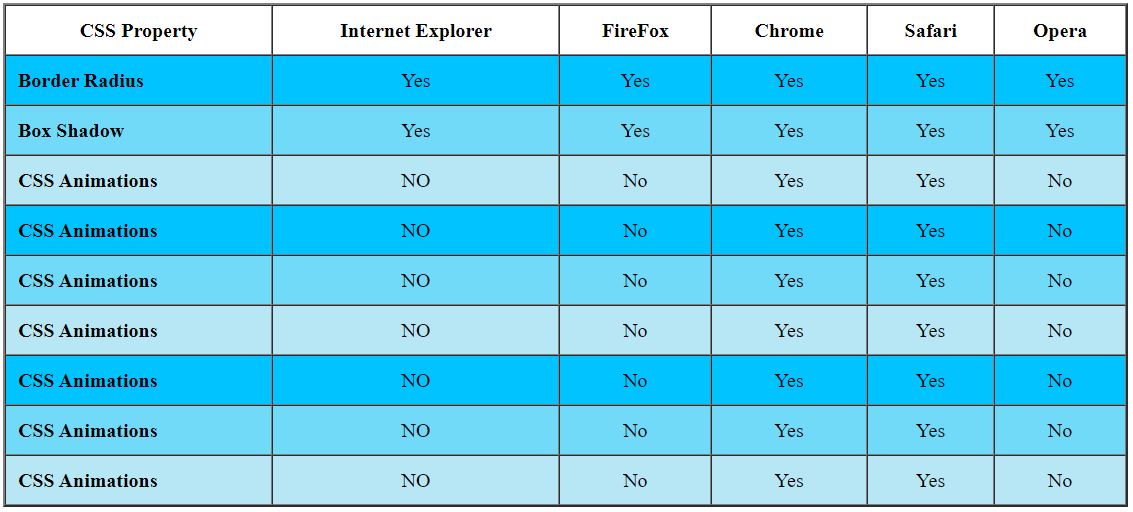 CSS Property Internet Explorer FireFox Chrome Safari Opera
Border Radius Yes Yes Yes Yes Yes
Box Shadow Yes Yes Yes Yes Yes
CSS Animations NO No Yes Yes No
CSS Animations NO No Yes Yes No
CSS Animations NO No Yes Yes No
CSS Animations NO No Yes Yes No
CSS Animations NO No Yes Yes No
CSS Animations NO No Yes Yes No
CSS Animations NO No Yes Yes No